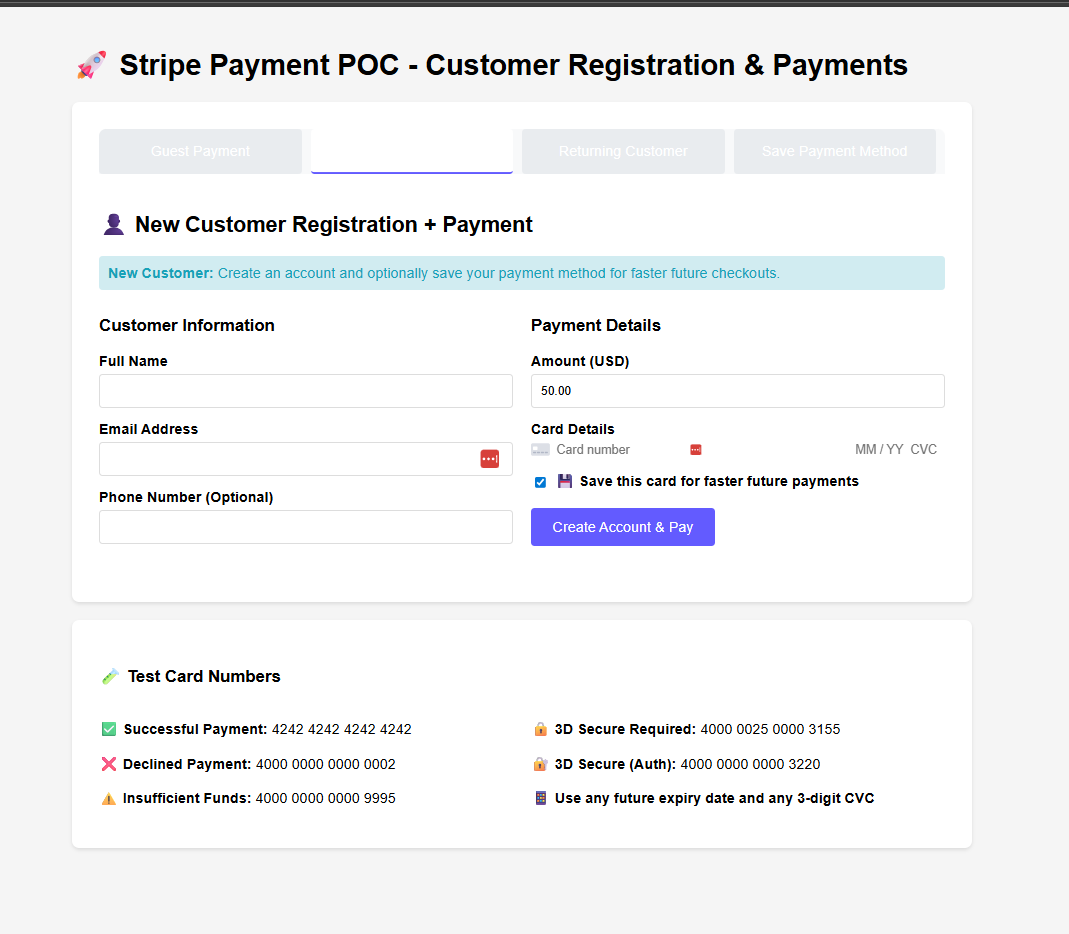 🚀 Stripe Payment POC - Customer Registration & Payments
Guest Payment
Returning Customer
Save Payment Method
👤 New Customer Registration + Payment
New Customer: Create an account and optionally save your payment method for faster future checkouts.
Customer Information
Full Name
Email Address
Phone Number (Optional)
Payment Details
Amount (USD)
50.00
Card Details
Card number MM / YY CVC
💾 Save this card for faster future payments
Create Account & Pay
🧪 Test Card Numbers
✅ Successful Payment: 4242 4242 4242 4242
❌ Declined Payment: 4000 0000 0000 0002
⚠️ Insufficient Funds: 4000 0000 0000 9995
🔒 3D Secure Required: 4000 0025 0000 3155
🔐 3D Secure (Auth): 4000 0000 0000 3220
📱 Use any future expiry date and any 3-digit CVC